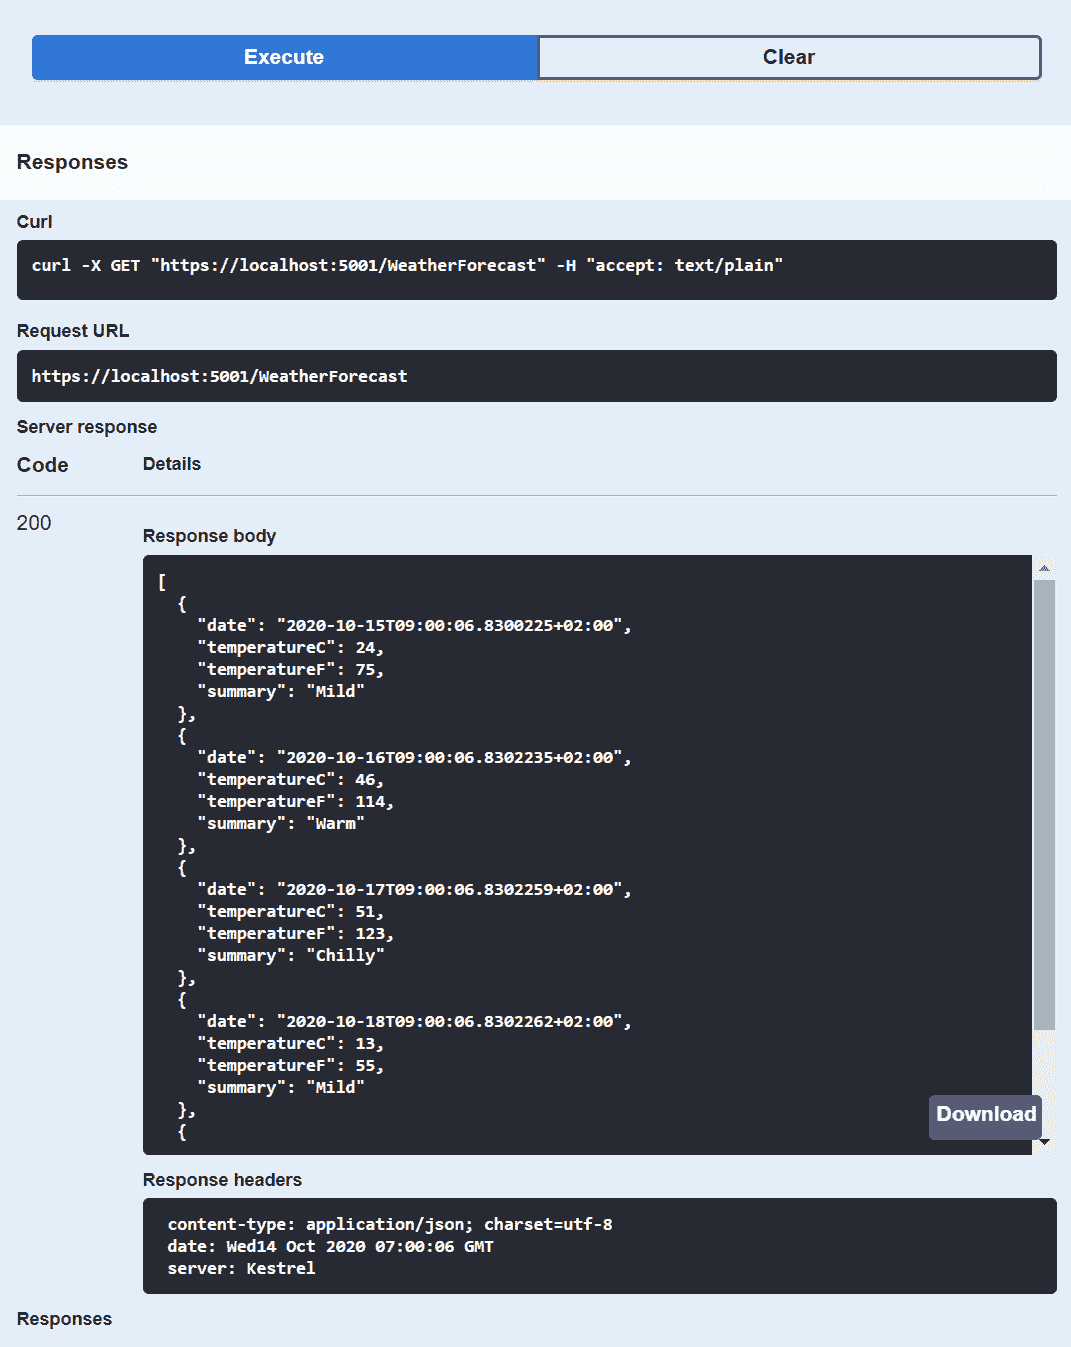 Execute
Clear
Responses
Curl
curl -X GET "https://localhost:5001/WeatherForecast" -H "accept: text/plain"
Request URL
https://localhost:5001/WeatherForecast
Server response
Code Details
200
Response body
[
  {
    "date": "2020-10-15T09:00:06.8300225+02:00",
    "temperatureC": 24,
    "temperatureF": 75,
    "summary": "Mild"
  },
  {
    "date": "2020-10-16T09:00:06.8302235+02:00",
    "temperatureC": 46,
    "temperatureF": 114,
    "summary": "Warm"
  },
  {
    "date": "2020-10-17T09:00:06.8302259+02:00",
    "temperatureC": 51,
    "temperatureF": 123,
    "summary": "Chilly"
  },
  {
    "date": "2020-10-18T09:00:06.8302262+02:00",
    "temperatureC": 13,
    "temperatureF": 55,
    "summary": "Mild"
  },
  {
Download
Response headers
content-type: application/json; charset=utf-8
date: Wed14 Oct 2020 07:00:06 GMT
server: Kestrel
Responses